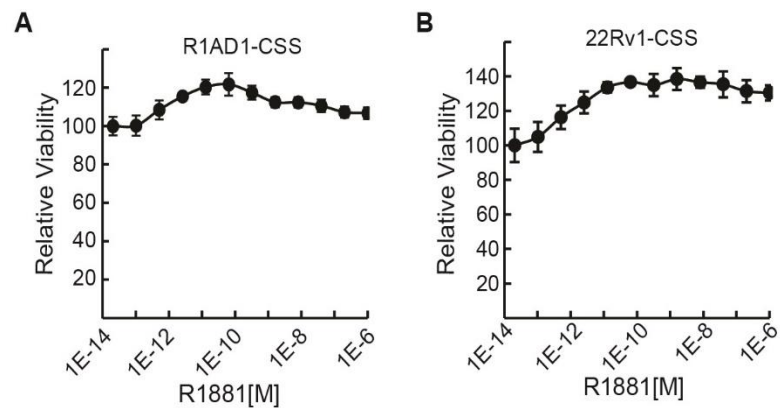 A
R1AD1-CSS
Relative Viability
120
100
80
60
40
20
1E-14
1E-12
1E-10
1E-8
1E-6
R1881[M]
B
22Rv1-CSS
Relative Viability
140
120
100
80
60
40
20
1E-14
1E-12
1E-10
1E-8
1E-6
R1881[M]